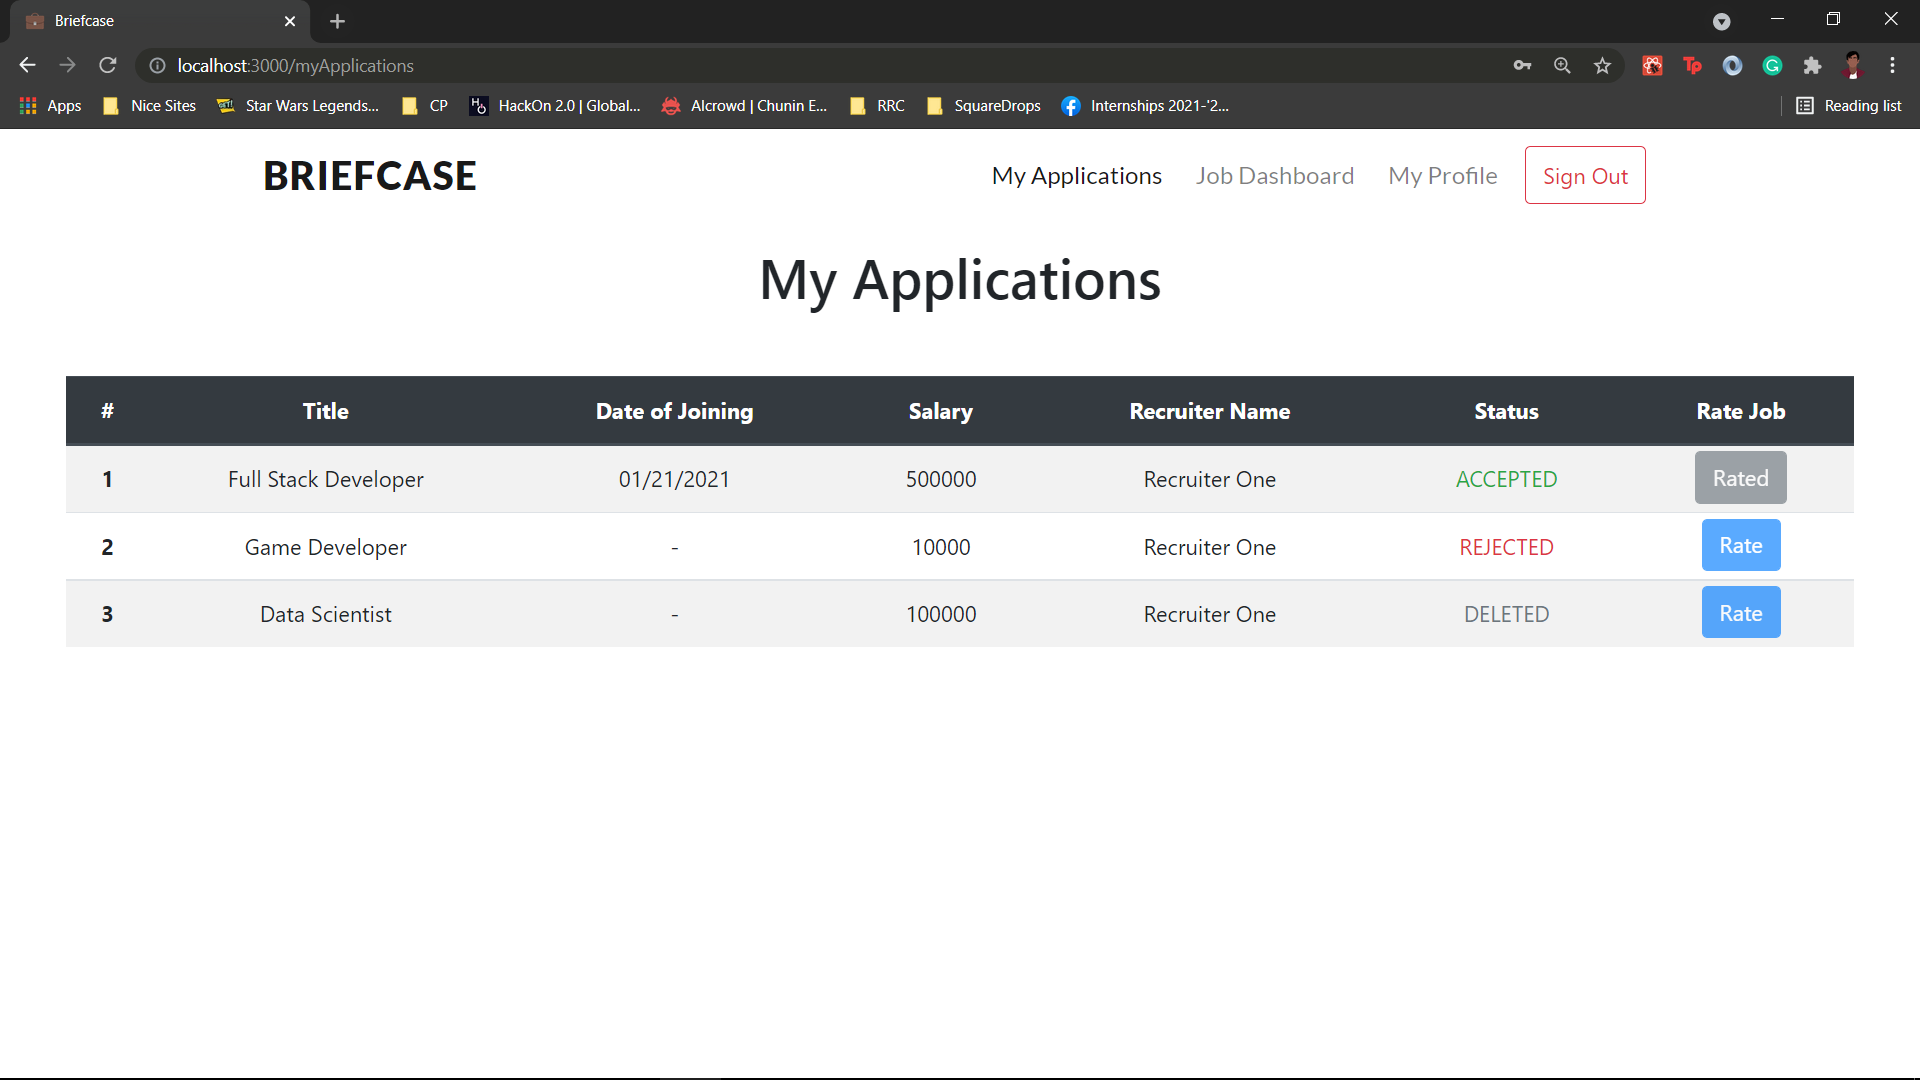 Briefcase
localhost:3000/myApplications
Apps Nice Sites Star Wars Legends... CP HackOn 2.0 | Global... AIcrowd | Chunin E... RRC SquareDrops Internships 2021-'2... Reading list
BRIEFCASE My Applications Job Dashboard My Profile Sign Out
My Applications
# Title Date of Joining Salary Recruiter Name Status Rate Job
1 Full Stack Developer 01/21/2021 500000 Recruiter One ACCEPTED Rated
2 Game Developer - 10000 Recruiter One REJECTED Rate
3 Data Scientist - 100000 Recruiter One DELETED Rate